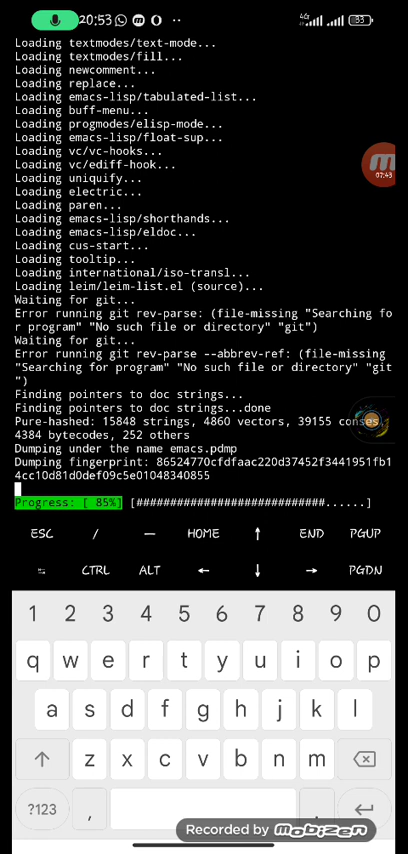 20:53
4G
83
Loading textmodes/text-mode...
Loading textmodes/fill...
Loading newcomment...
Loading replace...
Loading emacs-lisp/tabulated-list...
Loading buff-menu...
Loading progmodes/elisp-mode...
Loading emacs-lisp/float-sup...
Loading vc/vc-hooks...
Loading vc/ediff-hook...
Loading uniquify...
Loading electric...
Loading paren...
Loading emacs-lisp/shorthands...
Loading emacs-lisp/eldoc...
Loading cus-start...
Loading tooltip...
Loading international/iso-transl...
Loading leim/leim-list.el (source)...
Waiting for git...
Error running git rev-parse: (file-missing "Searching fo
r program" "No such file or directory" "git")
Waiting for git...
Error running git rev-parse --abbrev-ref: (file-missing
"Searching for program" "No such file or directory" "git
")
Finding pointers to doc strings...
Finding pointers to doc strings...done
Pure-hashed: 15848 strings, 4860 vectors, 39155 conses,
4384 bytecodes, 252 others
Dumping under the name emacs.pdmp
Dumping fingerprint: 86524770cfdfaac220d37452f3441951fb1
4cc10d81d0def09c5e01048340855
Progress: [ 85%] [############################......]
07:43
ESC / — HOME ↑ END PGUP
↹ CTRL ALT ← ↓ → PGDN
1 2 3 4 5 6 7 8 9 0
q w e r t y u i o p
a s d f g h j k l
z x c v b n m
?123 , .
Recorded by mobizen